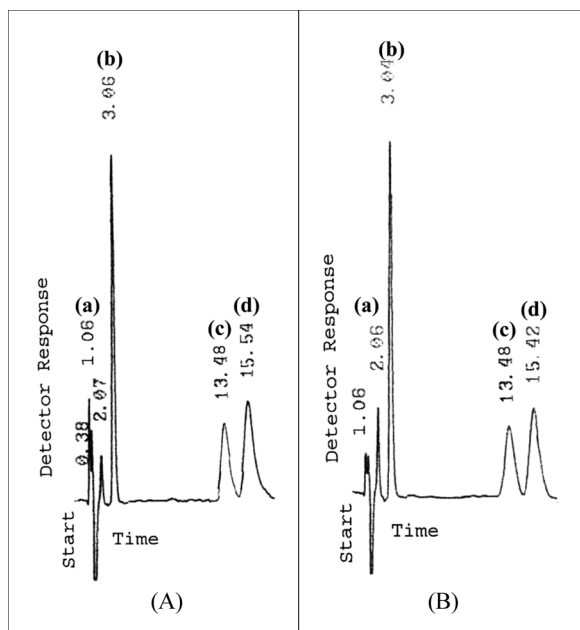 (b)
3.06
(a)
1.06
0.38
2.07
(c)
13.48
(d)
15.54
Detector Response
Start
Time
(A)
(b)
3.04
(a)
1.06
2.06
(c)
13.48
(d)
15.42
Detector Response
Start
Time
(B)